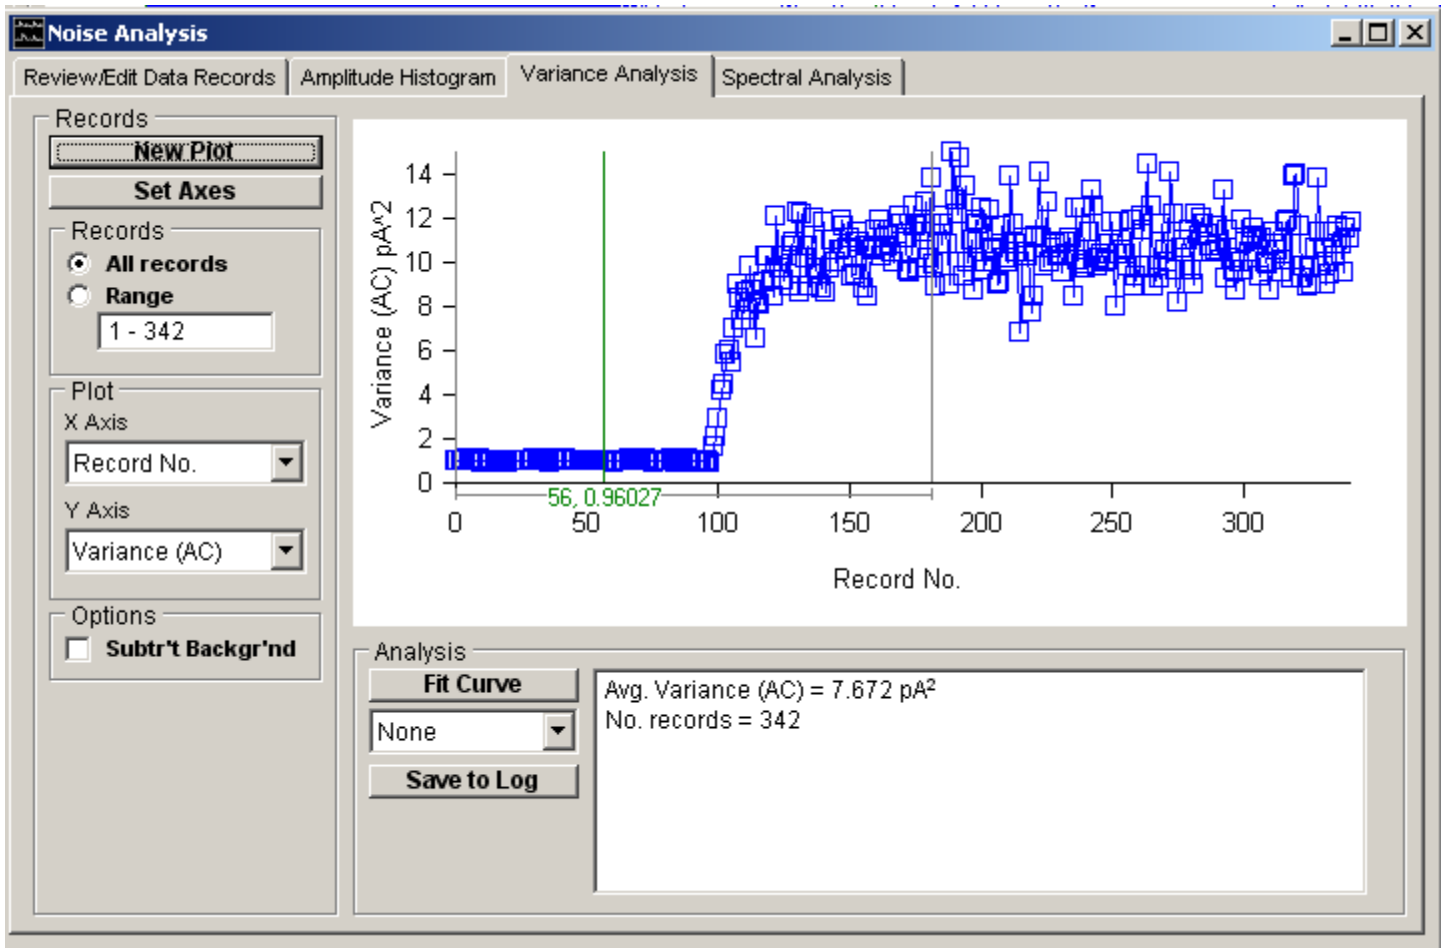 Noise Analysis
Review/Edit Data Records
Amplitude Histogram
Variance Analysis
Spectral Analysis
Records
New Plot
Set Axes
Records
All records
Range
1 - 342
Plot
X Axis
Record No.
Y Axis
Variance (AC)
Options
Subtr't Backgr'nd
Variance (AC) pA^2
14
12
10
8
6
4
2
0
56, 0.96027
0 50 100 150 200 250 300
Record No.
Analysis
Fit Curve
None
Save to Log
Avg. Variance (AC) = 7.672 pA²
No. records = 342